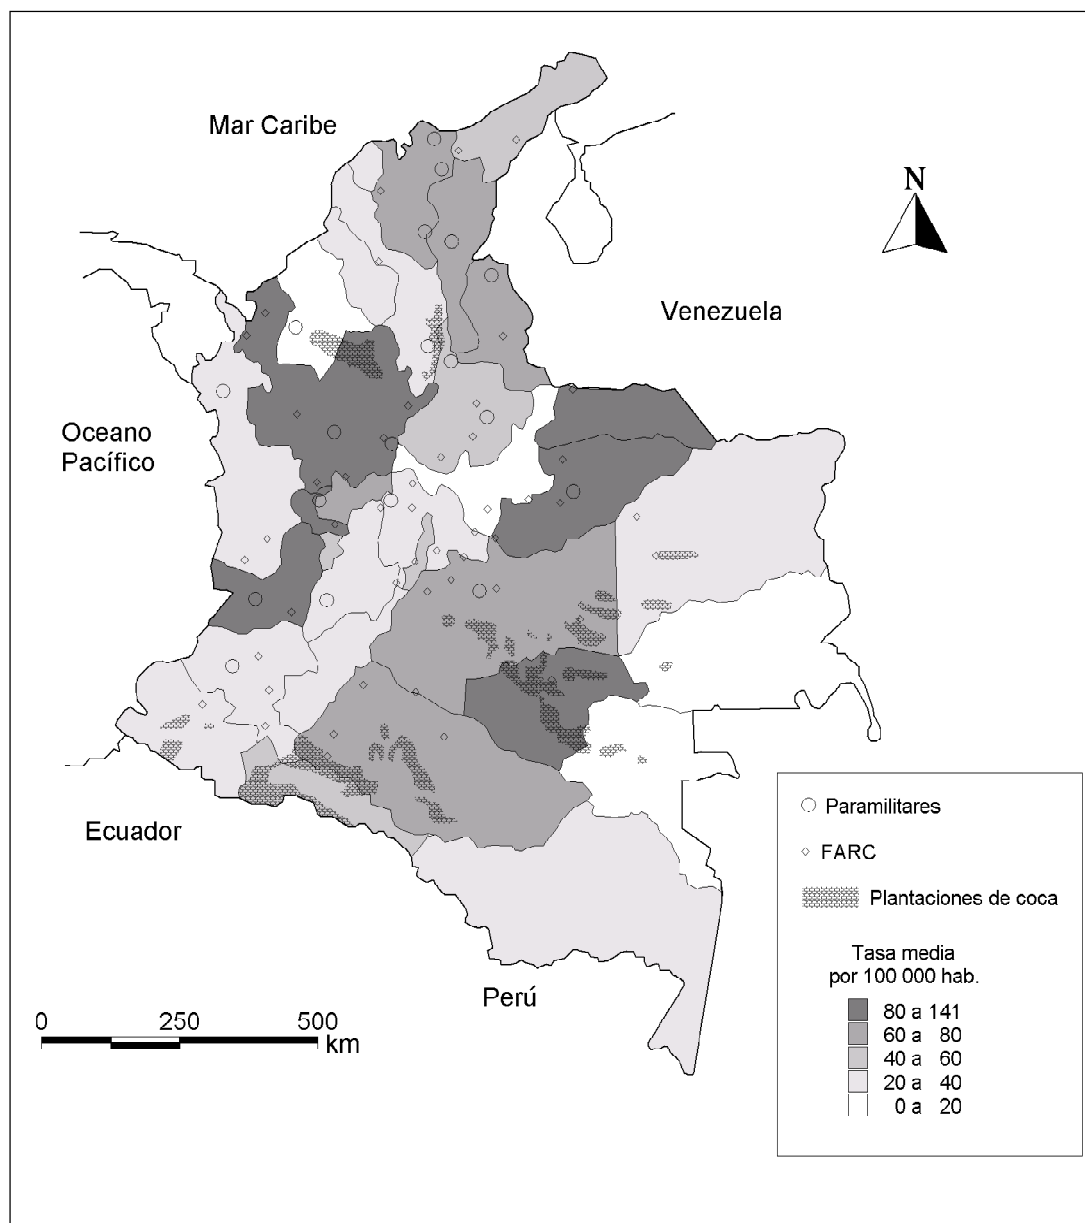 Mar Caribe
N
Venezuela
Oceano
Pacífico
Ecuador
Perú
0 250 500
km
Paramilitares
FARC
Plantaciones de coca
Tasa media
por 100 000 hab.
80 a 141
60 a 80
40 a 60
20 a 40
0 a 20